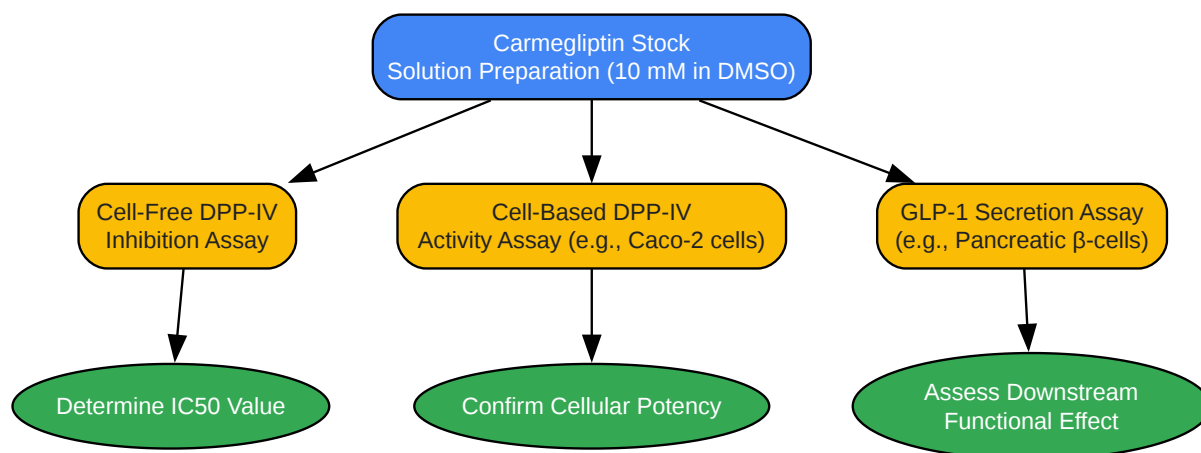 Carmegliptin Stock
Solution Preparation (10 mM in DMSO)
Cell-Free DPP-IV
Inhibition Assay
Cell-Based DPP-IV
Activity Assay (e.g., Caco-2 cells)
GLP-1 Secretion Assay
(e.g., Pancreatic β-cells)
Determine IC50 Value
Confirm Cellular Potency
Assess Downstream
Functional Effect